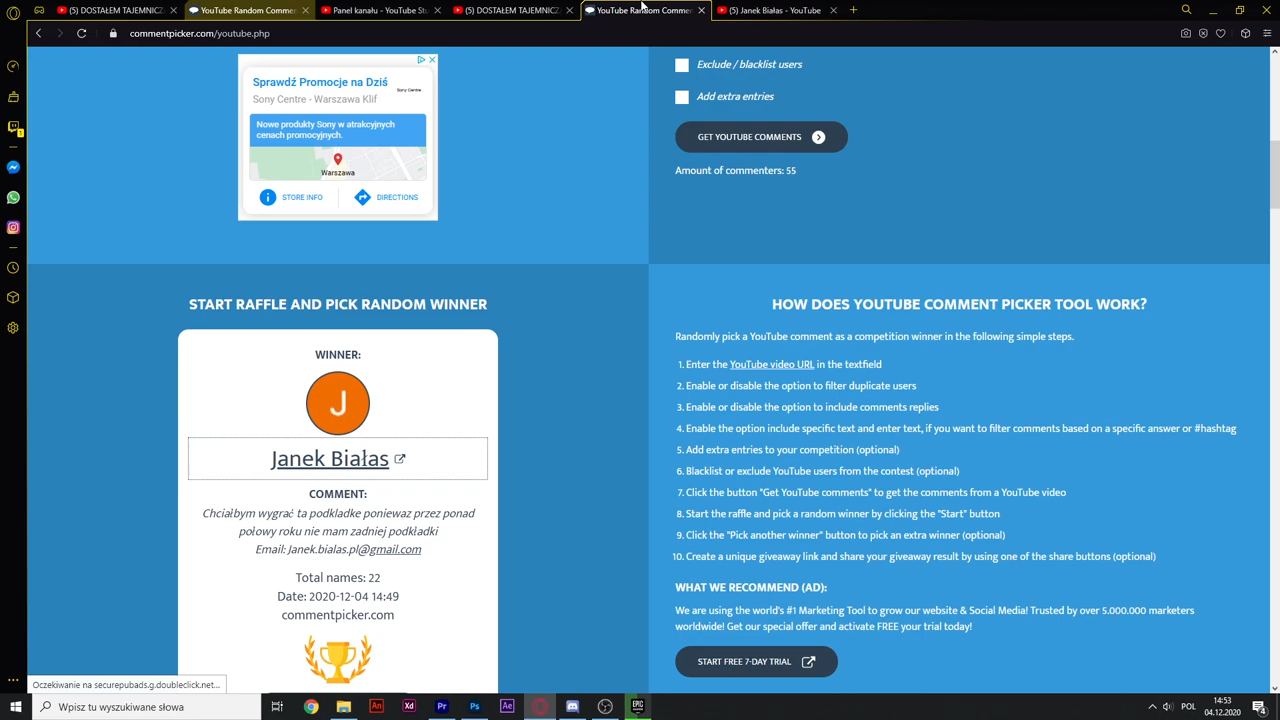 (5) DOSTAŁEM TAJEMNICZ
YouTube Random Commen
Panel kanału - YouTube Stu
(5) DOSTAŁEM TAJEMNICZ
YouTube Random Commer
(5) Janek Białas - YouTube
commentpicker.com/youtube.php
Sprawdź Promocje na Dziś
Sony Centre - Warszawa Klif
Sony Centre
Nowe produkty Sony w atrakcyjnych
cenach promocyjnych.
Warszawa
STORE INFO
DIRECTIONS
Exclude / blacklist users
Add extra entries
GET YOUTUBE COMMENTS
Amount of commenters: 55
START RAFFLE AND PICK RANDOM WINNER
WINNER:
J
Janek Białas
COMMENT:
Chciałbym wygrać ta podkladke poniewaz przez ponad
połowy roku nie mam zadniej podkładki
Email: Janek.bialas.pl@gmail.com
Total names: 22
Date: 2020-12-04 14:49
commentpicker.com
HOW DOES YOUTUBE COMMENT PICKER TOOL WORK?
Randomly pick a YouTube comment as a competition winner in the following simple steps.
1. Enter the YouTube video URL in the textfield
2. Enable or disable the option to filter duplicate users
3. Enable or disable the option to include comments replies
4. Enable the option include specific text and enter text, if you want to filter comments based on a specific answer or #hashtag
5. Add extra entries to your competition (optional)
6. Blacklist or exclude YouTube users from the contest (optional)
7. Click the button "Get YouTube comments" to get the comments from a YouTube video
8. Start the raffle and pick a random winner by clicking the "Start" button
9. Click the "Pick another winner" button to pick an extra winner (optional)
10. Create a unique giveaway link and share your giveaway result by using one of the share buttons (optional)
WHAT WE RECOMMEND (AD):
We are using the world's #1 Marketing Tool to grow our website & Social Media! Trusted by over 5.000.000 marketers
worldwide! Get our special offer and activate FREE your trial today!
START FREE 7-DAY TRIAL
Oczekiwanie na securepubads.g.doubleclick.net...
Wpisz tu wyszukiwane słowa
An
Xd
Pr
Ps
Ae
EPIC
POL
14:53
04.12.2020